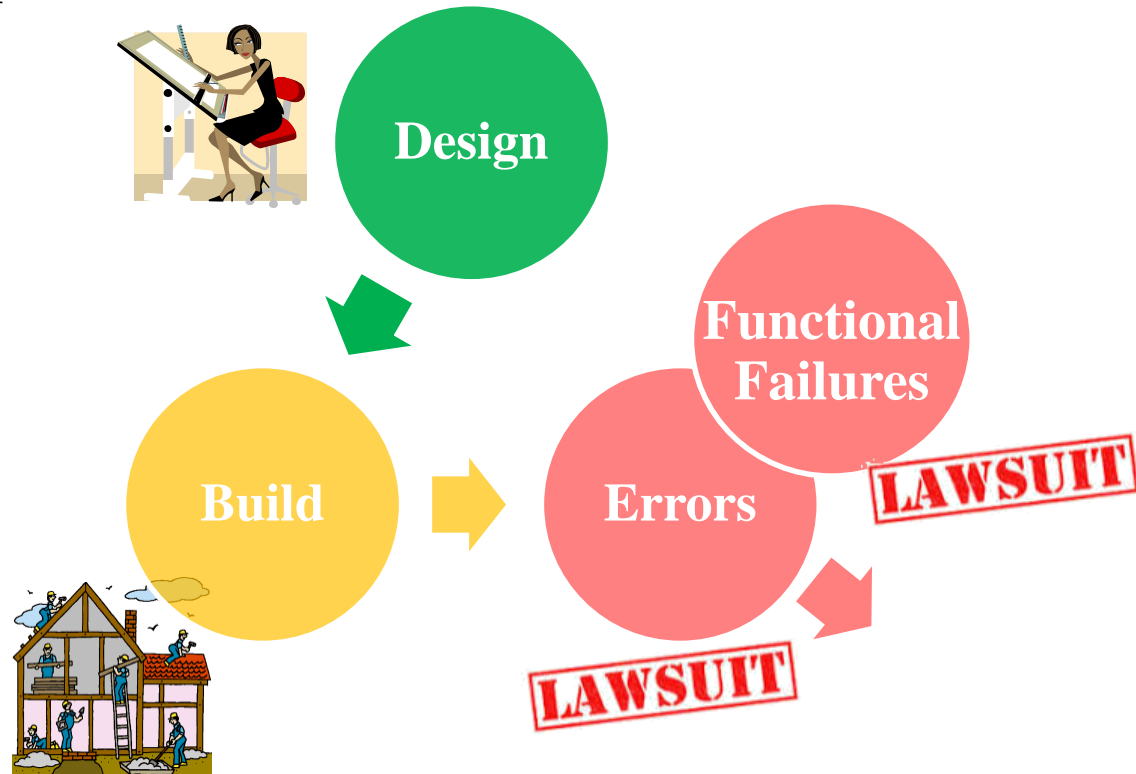 Design
Functional
Failures
Build
Errors
LAWSUIT
LAWSUIT